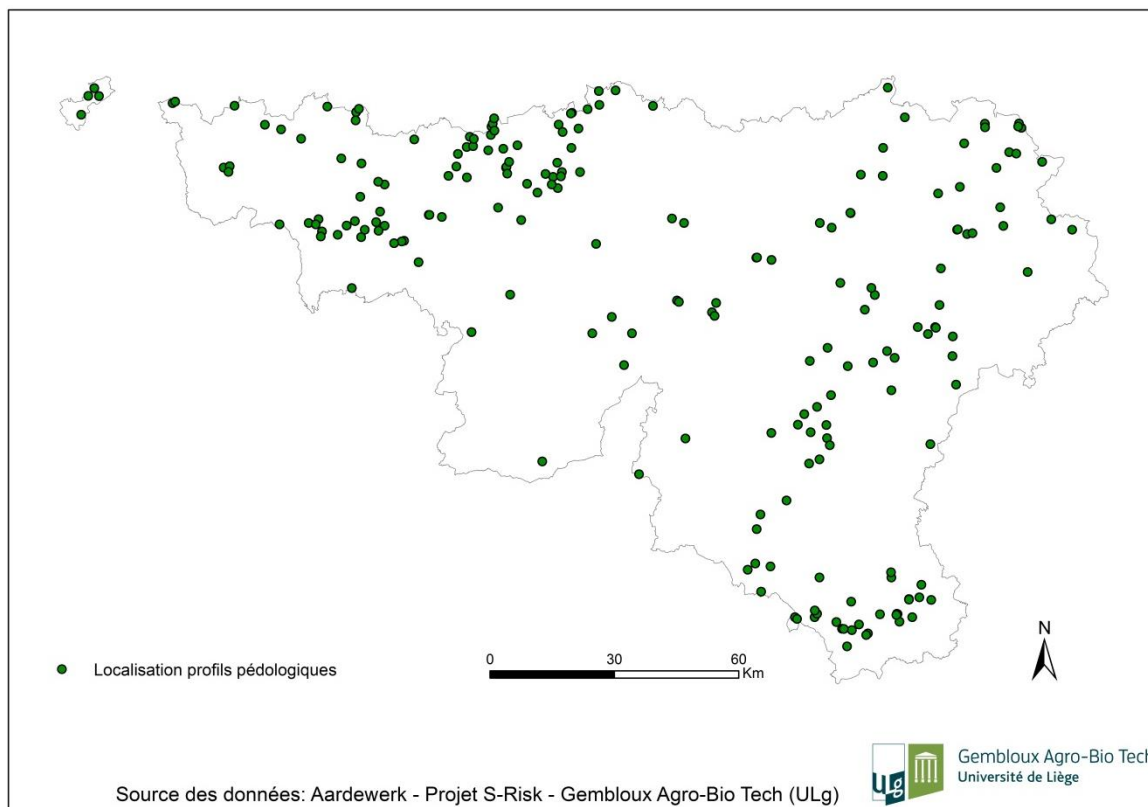 N
Localisation profils pédologiques
0 30 60
Km
Gembloux Agro-Bio Tech
Université de Liège
ULg
Source des données: Aardewerk - Projet S-Risk - Gembloux Agro-Bio Tech (ULg)